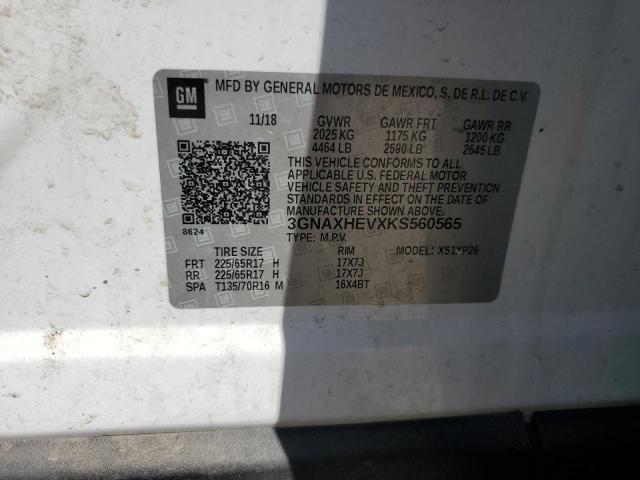 GM
MFD BY GENERAL MOTORS DE MEXICO, S. DE R.L. DE C.V.
11/18 GVWR GAWR FRT GAWR RR
2025 KG 1175 KG 1200 KG
4464 LB 2590 LB 2645 LB
THIS VEHICLE CONFORMS TO ALL
APPLICABLE U.S. FEDERAL MOTOR
VEHICLE SAFETY AND THEFT PREVENTION
STANDARDS IN EFFECT ON THE DATE OF
MANUFACTURE SHOWN ABOVE.
3GNAXHEVXKS560565
8624
TYPE: M.P.V. MODEL:
TIRE SIZE RIM
FRT 225/65R17 H 17X7J
RR 225/65R17 H 17X7J
SPA T135/70R16 M 16X4BT